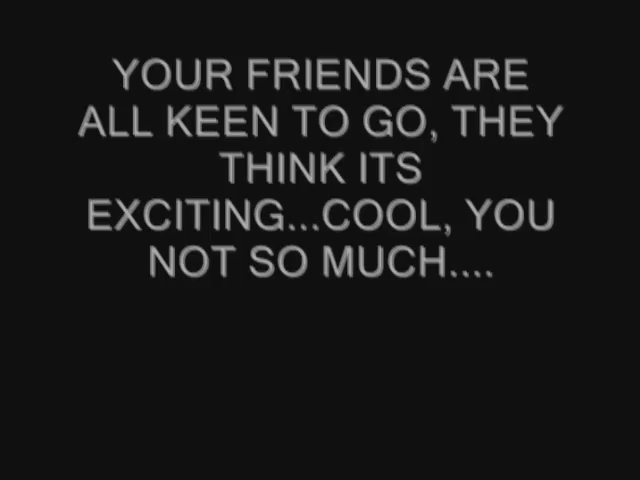 YOUR FRIENDS ARE
ALL KEEN TO GO, THEY
THINK ITS
EXCITING...COOL, YOU
NOT SO MUCH....